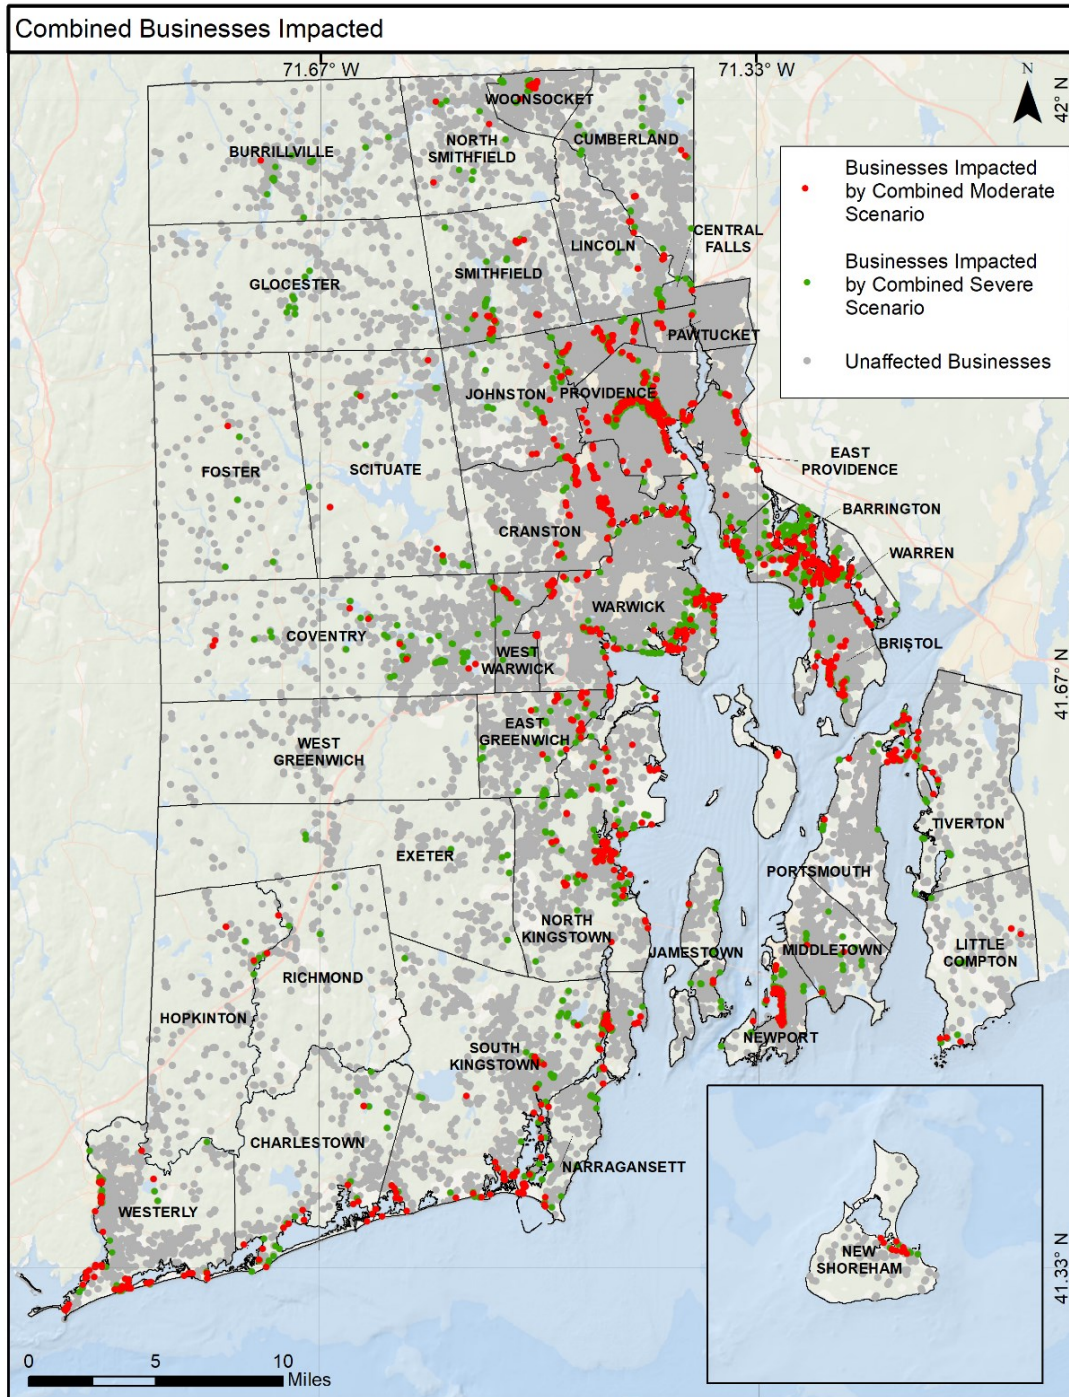 Combined Businesses Impacted
71.67° W
71.33° W
N
42° N
WOONSOCKET
NORTH
SMITHFIELD
CUMBERLAND
BURRILLVILLE
Businesses Impacted
by Combined Moderate
Scenario
Businesses Impacted
by Combined Severe
Scenario
Unaffected Businesses
CENTRAL
FALLS
LINCOLN
SMITHFIELD
GLOCESTER
PAWTUCKET
JOHNSTON
PROVIDENCE
EAST
PROVIDENCE
FOSTER
SCITUATE
BARRINGTON
CRANSTON
WARREN
WARWICK
COVENTRY
WEST
WARWICK
BRISTOL
41.67° N
EAST
GREENWICH
WEST
GREENWICH
TIVERTON
EXETER
PORTSMOUTH
NORTH
KINGSTOWN
JAMESTOWN
MIDDLETOWN
LITTLE
COMPTON
RICHMOND
HOPKINTON
NEWPORT
SOUTH
KINGSTOWN
CHARLESTOWN
NARRAGANSETT
WESTERLY
NEW
SHOREHAM
41.33° N
0 5 10
Miles